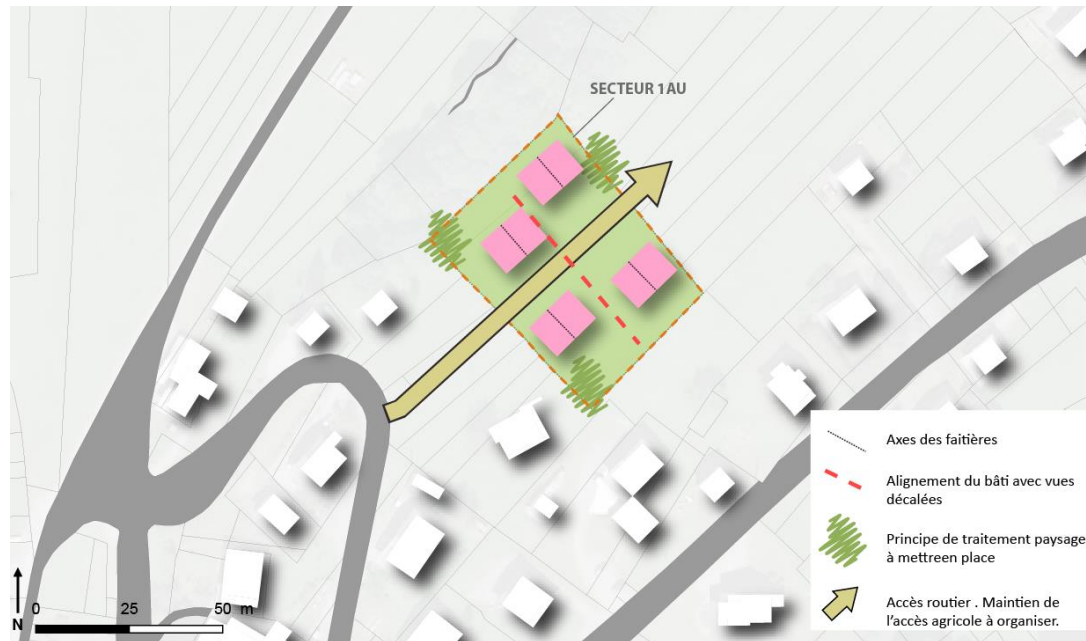 SECTEUR 1AU
Axes des faitières
Alignement du bâti avec vues
décalées
Principe de traitement paysage
à mettreen place
Accès routier . Maintien de
l'accès agricole à organiser.
N
0 25 50 m